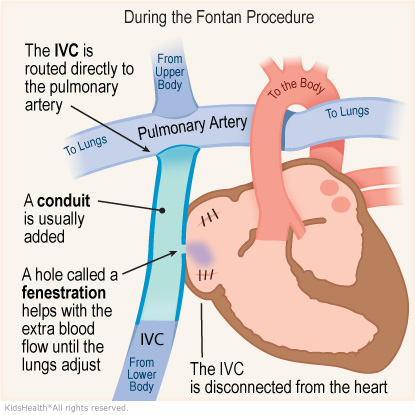 During the Fontan Procedure
The IVC is
routed directly to
the pulmonary
artery
From
Upper
Body
To the Body
To Lungs
Pulmonary Artery
To Lungs
A conduit
is usually
added
A hole called a
fenestration
helps with the
extra blood
flow until the
lungs adjust
IVC
From
Lower
Body
The IVC
is disconnected from the heart
KidsHealth® All rights reserved.